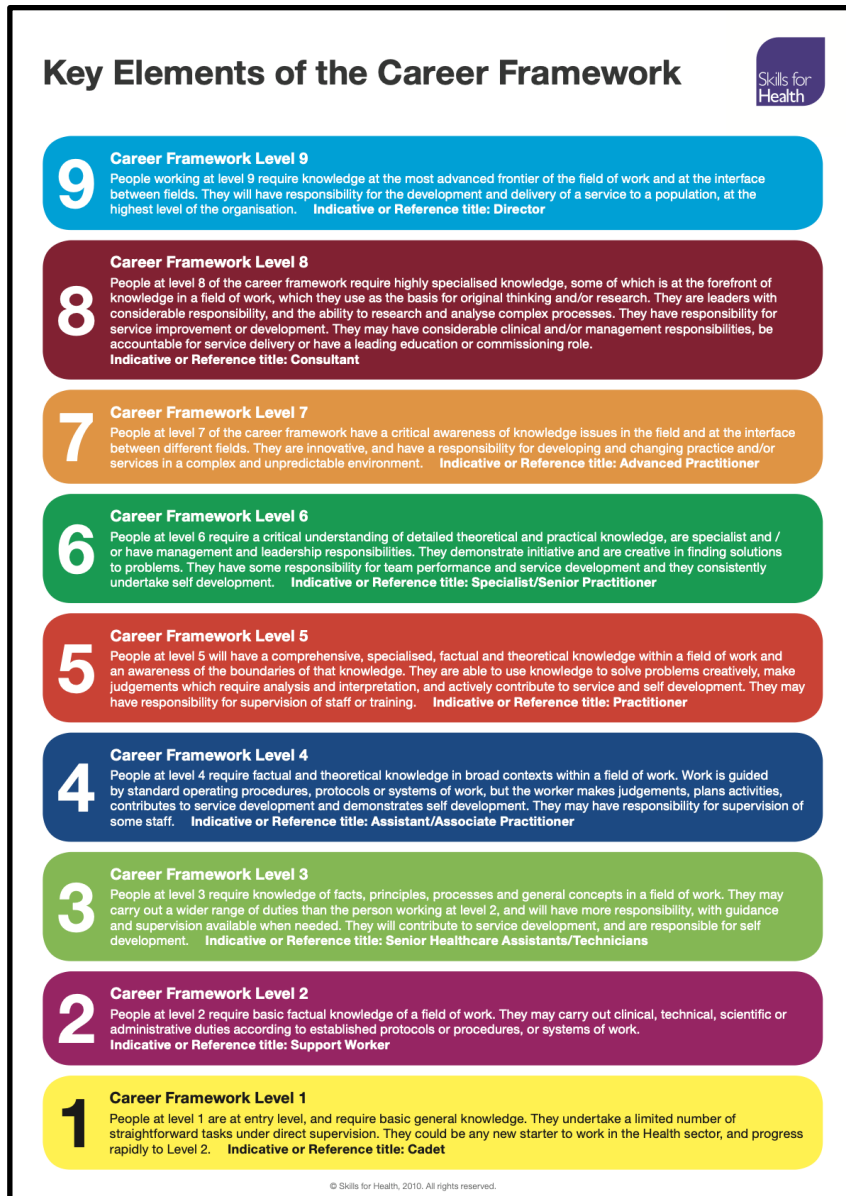 Key Elements of the Career Framework
Skills for
Health
9
Career Framework Level 9
People working at level 9 require knowledge at the most advanced frontier of the field of work and at the interface
between fields. They will have responsibility for the development and delivery of a service to a population, at the
highest level of the organisation. Indicative or Reference title: Director
8
Career Framework Level 8
People at level 8 of the career framework require highly specialised knowledge, some of which is at the forefront of
knowledge in a field of work, which they use as the basis for original thinking and/or research. They are leaders with
considerable responsibility, and the ability to research and analyse complex processes. They have responsibility for
service improvement or development. They may have considerable clinical and/or management responsibilities, be
accountable for service delivery or have a leading education or commissioning role.
Indicative or Reference title: Consultant
7
Career Framework Level 7
People at level 7 of the career framework have a critical awareness of knowledge issues in the field and at the interface
between different fields. They are innovative, and have a responsibility for developing and changing practice and/or
services in a complex and unpredictable environment. Indicative or Reference title: Advanced Practitioner
6
Career Framework Level 6
People at level 6 require a critical understanding of detailed theoretical and practical knowledge, are specialist and /
or have management and leadership responsibilities. They demonstrate initiative and are creative in finding solutions
to problems. They have some responsibility for team performance and service development and they consistently
undertake self development. Indicative or Reference title: Specialist/Senior Practitioner
5
Career Framework Level 5
People at level 5 will have a comprehensive, specialised, factual and theoretical knowledge within a field of work and
an awareness of the boundaries of that knowledge. They are able to use knowledge to solve problems creatively, make
judgements which require analysis and interpretation, and actively contribute to service and self development. They may
have responsibility for supervision of staff or training. Indicative or Reference title: Practitioner
4
Career Framework Level 4
People at level 4 require factual and theoretical knowledge in broad contexts within a field of work. Work is guided
by standard operating procedures, protocols or systems of work, but the worker makes judgements, plans activities,
contributes to service development and demonstrates self development. They may have responsibility for supervision of
some staff. Indicative or Reference title: Assistant/Associate Practitioner
3
Career Framework Level 3
People at level 3 require knowledge of facts, principles, processes and general concepts in a field of work. They may
carry out a wider range of duties than the person working at level 2, and will have more responsibility, with guidance
and supervision available when needed. They will contribute to service development, and are responsible for self
development. Indicative or Reference title: Senior Healthcare Assistants/Technicians
2
Career Framework Level 2
People at level 2 require basic factual knowledge of a field of work. They may carry out clinical, technical, scientific or
administrative duties according to established protocols or procedures, or systems of work.
Indicative or Reference title: Support Worker
1
Career Framework Level 1
People at level 1 are at entry level, and require basic general knowledge. They undertake a limited number of
straightforward tasks under direct supervision. They could be any new starter to work in the Health sector, and progress
rapidly to Level 2. Indicative or Reference title: Cadet
© Skills for Health, 2010. All rights reserved.